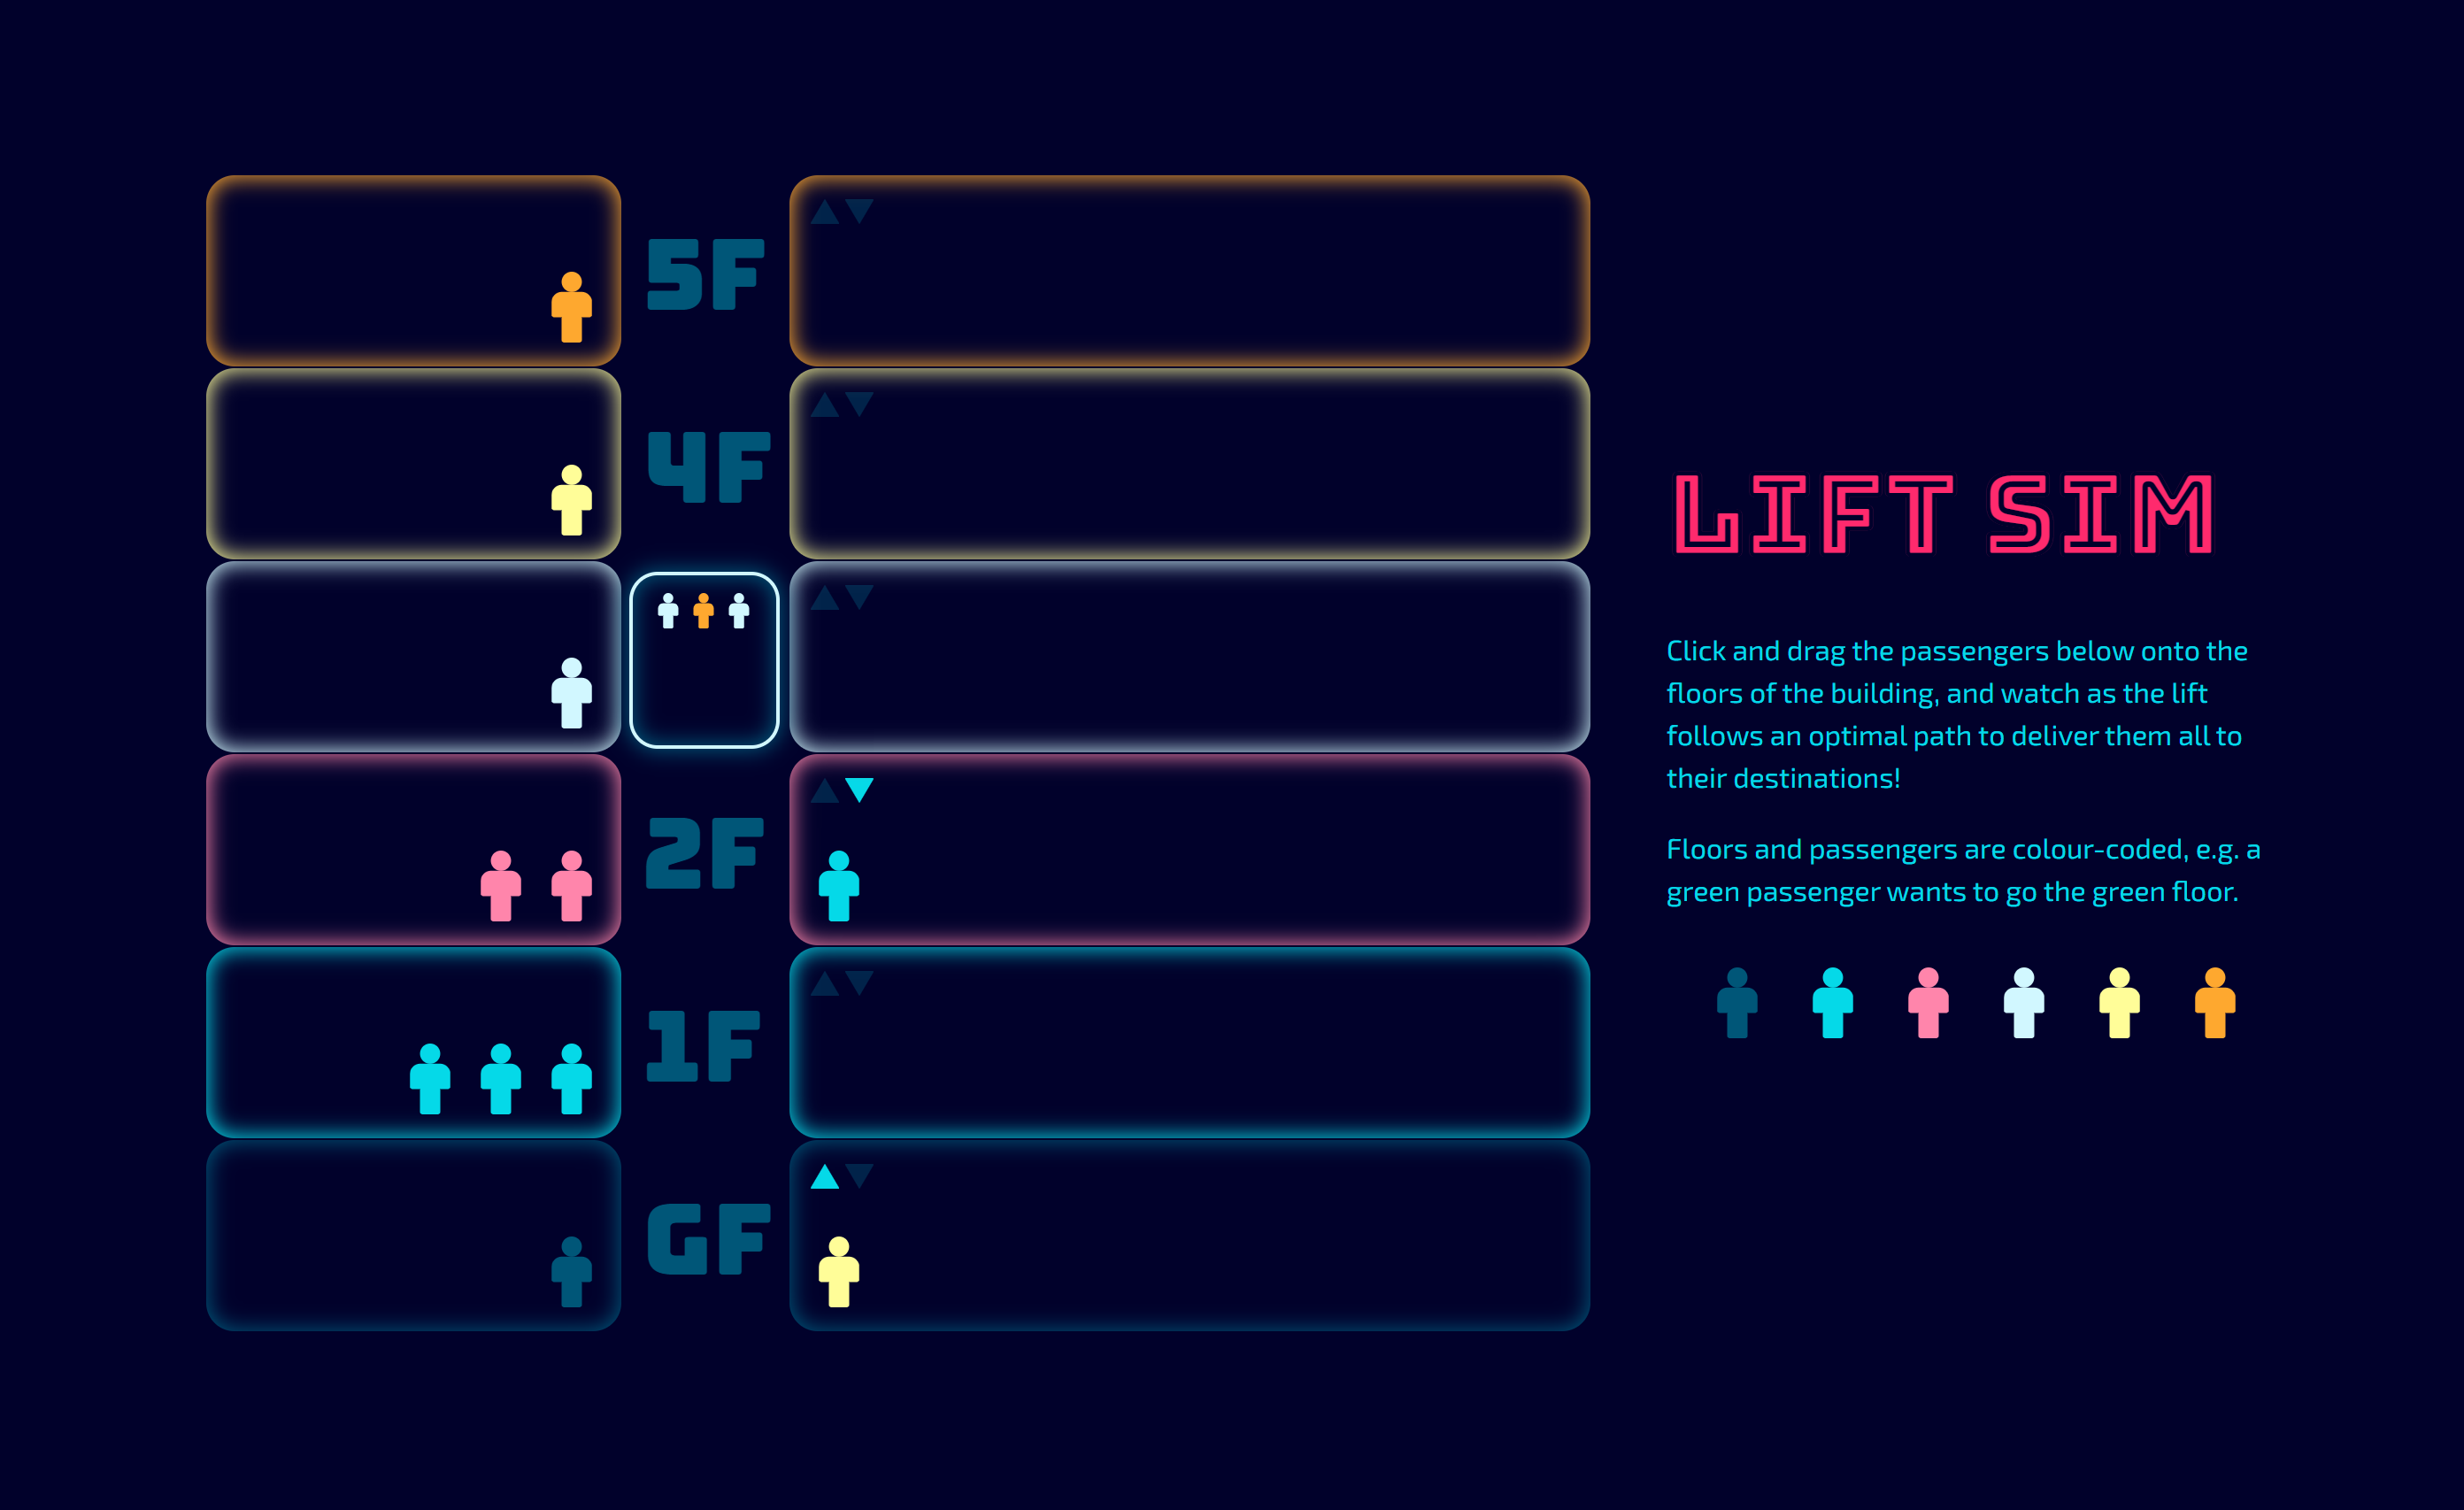 5F
4F
2F
1F
GF
LIFT SIM
Click and drag the passengers below onto the
floors of the building, and watch as the lift
follows an optimal path to deliver them all to
their destinations!
Floors and passengers are colour-coded, e.g. a
green passenger wants to go the green floor.